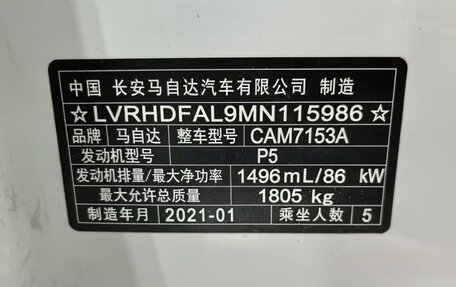 中国 长安马自达汽车有限公司 制造
☆LVRHDFAL9MN115986☆
品牌 马自达 整车型号 CAM7153A
发动机型号 P5
发动机排量/最大净功率 1496mL/86 kW
最大允许总质量 1805 kg
制造年月 2021-01 乘坐人数 5